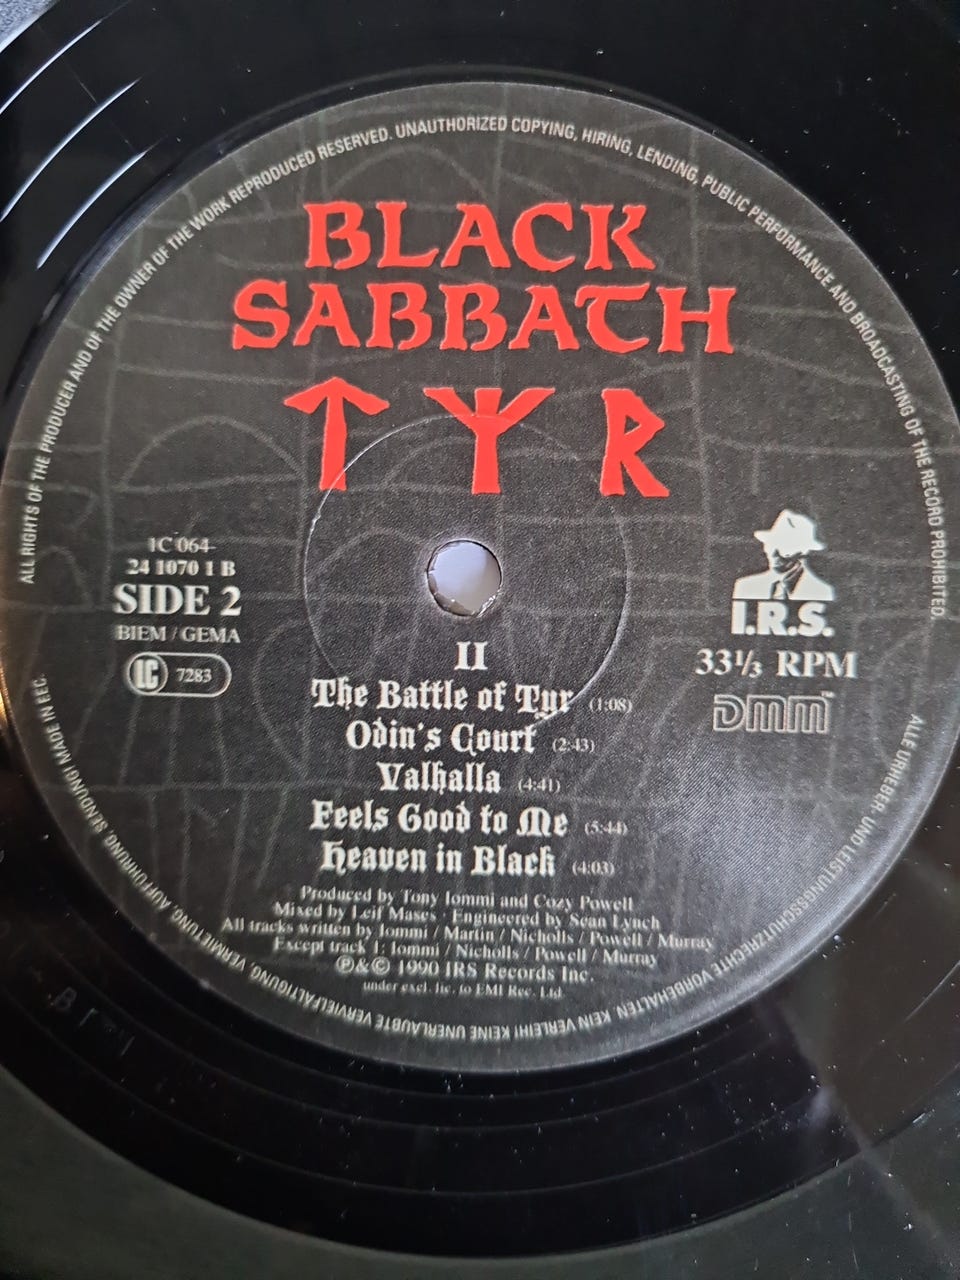 ALL RIGHTS OF THE PRODUCER AND OF THE OWNER OF THE WORK REPRODUCED RESERVED. UNAUTHORIZED COPYING, HIRING, LENDING, PUBLIC PERFORMANCE AND BROADCASTING OF THE RECORD PROHIBITED.
BLACK
SABBATH
ᛏᛉᚱ
1C 064-
24 1070 1 B
SIDE 2
BIEM / GEMA
LC 7283
I.R.S.
33⅓ RPM
DMM™
II
The Battle of Tyr (1:08)
Odin's Court (2:43)
Valhalla (4:41)
Feels Good to Me (5:44)
Heaven in Black (4:03)
Produced by Tony Iommi and Cozy Powell
Mixed by Leif Mases · Engineered by Sean Lynch
All tracks written by Iommi / Martin / Nicholls / Powell / Murray
Except track 1: Iommi / Nicholls / Powell / Murray
℗&© 1990 IRS Records Inc.
under excl. lic. to EMI Rec. Ltd.
ALLE URHEBER- UND LEISTUNGSSCHUTZRECHTE VORBEHALTEN KEIN VERLEIH! KEINE UNERLAUBTE VERVIELFÄLTIGUNG, VERMIETUNG, AUFFÜHRUNG, SENDUNG! MADE IN EEC.